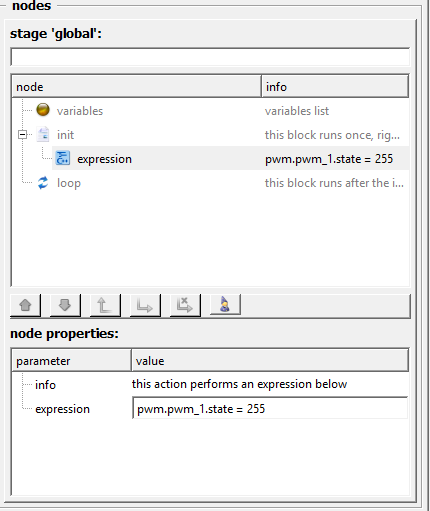 nodes
stage 'global':
node info
variables variables list
init this block runs once, rig...
expression pwm.pwm_1.state = 255
loop this block runs after the i...
node properties:
parameter value
info this action performs an expression below
expression pwm.pwm_1.state = 255